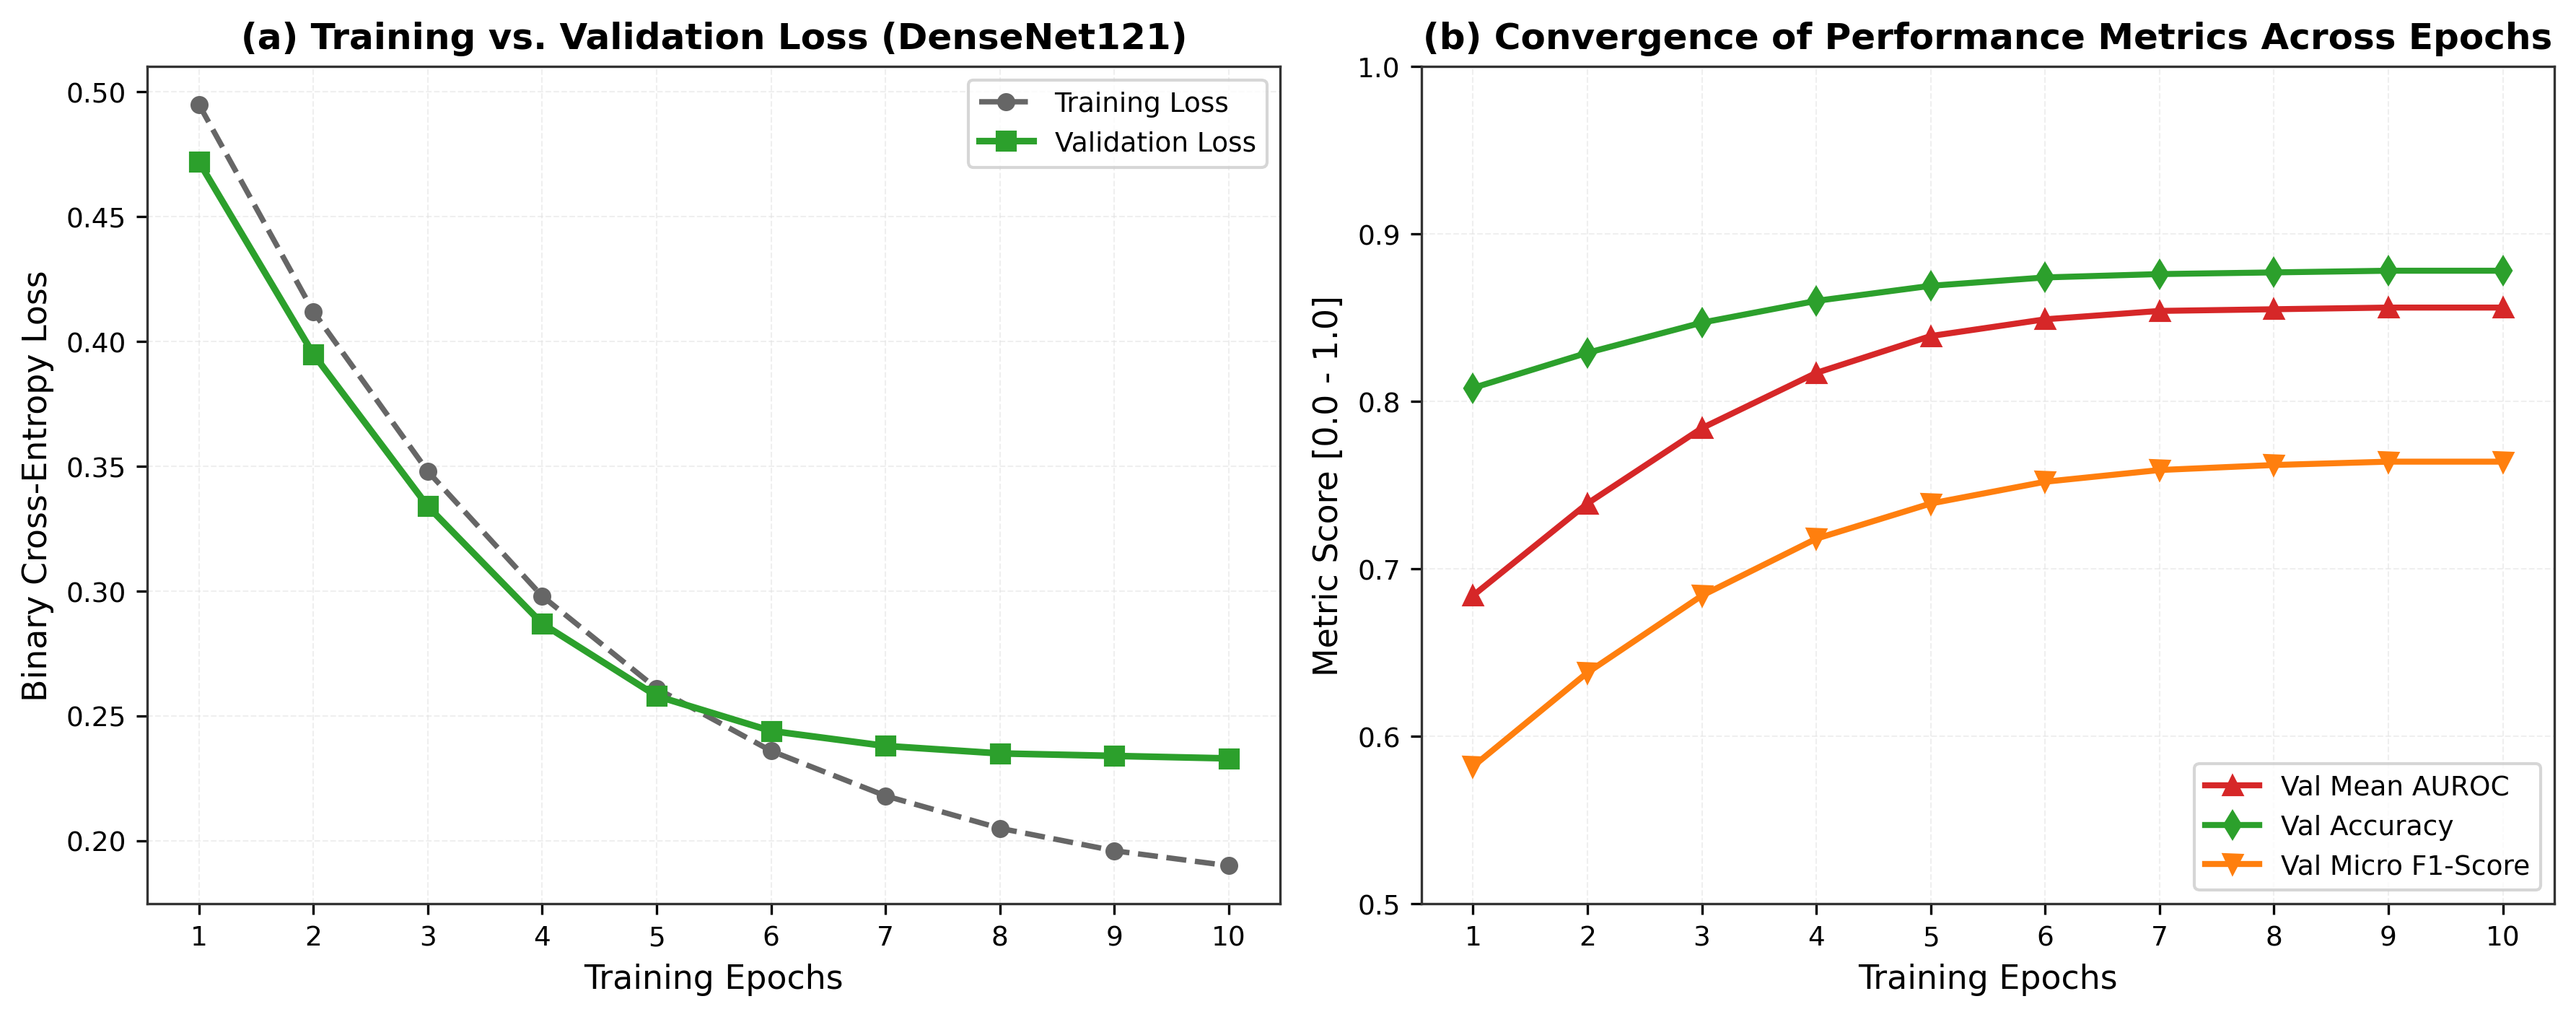 (a) Training vs. Validation Loss (DenseNet121)
Binary Cross-Entropy Loss
0.50
0.45
0.40
0.35
0.30
0.25
0.20
Training Loss
Validation Loss
1 2 3 4 5 6 7 8 9 10
Training Epochs
(b) Convergence of Performance Metrics Across Epochs
Metric Score [0.0 - 1.0]
1.0
0.9
0.8
0.7
0.6
0.5
Val Mean AUROC
Val Accuracy
Val Micro F1-Score
1 2 3 4 5 6 7 8 9 10
Training Epochs